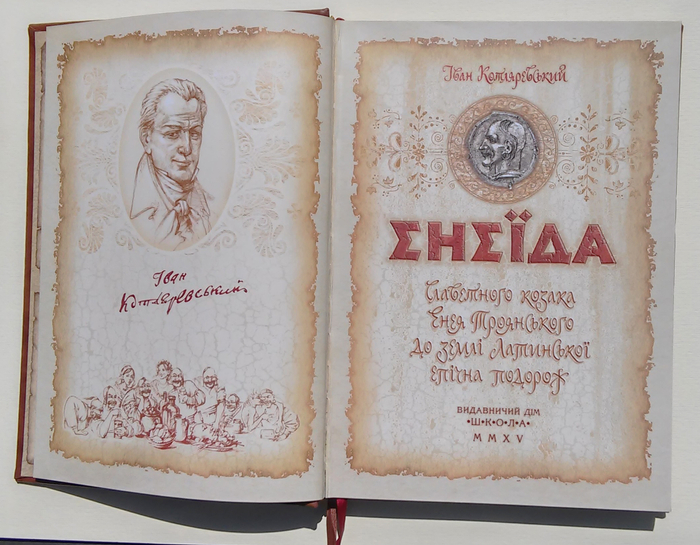 Іван
Котляревський
Іван Котляревський
ЕНЕЇДА
Славетного козака
Енея Троянського
до землі Латинської
епічна подорож
ВИДАВНИЧИЙ ДІМ
•Ш•К•О•Л•А•
MMXV